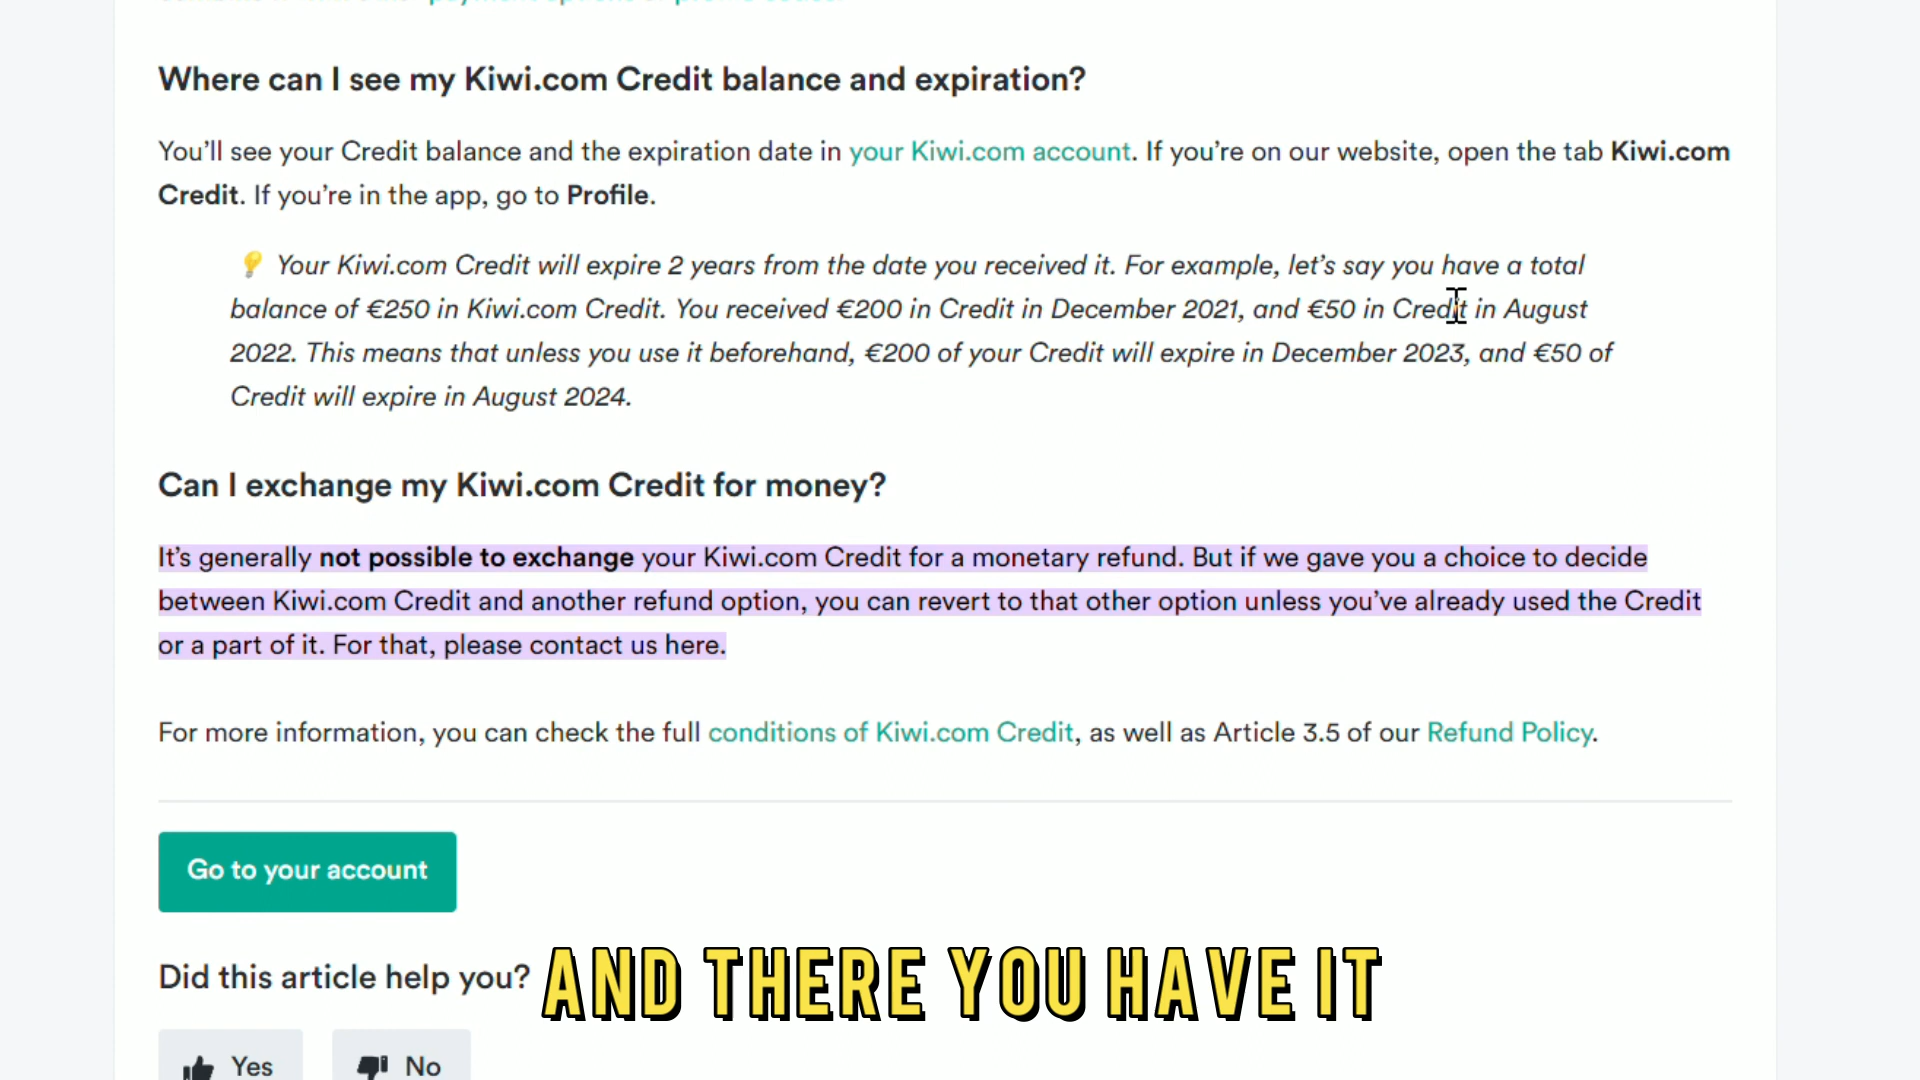 Where can I see my Kiwi.com Credit balance and expiration?
You’ll see your Credit balance and the expiration date in your Kiwi.com account. If you’re on our website, open the tab Kiwi.com
Credit. If you’re in the app, go to Profile.
Your Kiwi.com Credit will expire 2 years from the date you received it. For example, let’s say you have a total
balance of €250 in Kiwi.com Credit. You received €200 in Credit in December 2021, and €50 in Credit in August
2022. This means that unless you use it beforehand, €200 of your Credit will expire in December 2023, and €50 of
Credit will expire in August 2024.
Can I exchange my Kiwi.com Credit for money?
It’s generally not possible to exchange your Kiwi.com Credit for a monetary refund. But if we gave you a choice to decide
between Kiwi.com Credit and another refund option, you can revert to that other option unless you’ve already used the Credit
or a part of it. For that, please contact us here.
For more information, you can check the full conditions of Kiwi.com Credit, as well as Article 3.5 of our Refund Policy.
Go to your account
Did this article help you?
AND THERE YOU HAVE IT
Yes No